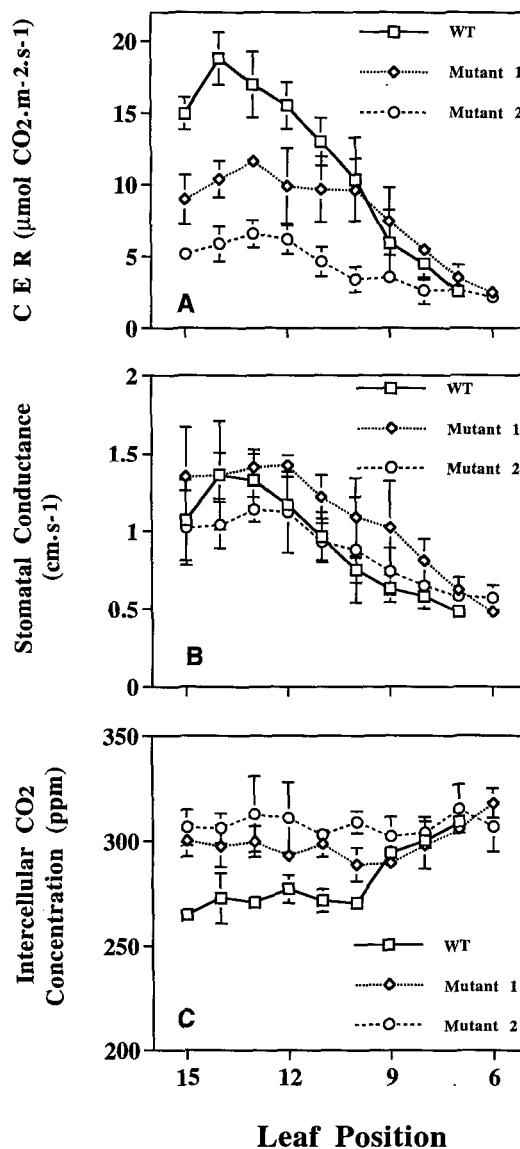 C E R (µmol CO2.m-2.s-1)
20
15
10
5
0
WT
Mutant 1
Mutant 2
A
Stomatal Conductance
(cm.s-1)
2
1.5
1
0.5
0
WT
Mutant 1
Mutant 2
B
Intercellular CO2
Concentration (ppm)
350
300
250
200
WT
Mutant 1
Mutant 2
C
15
12
9
6
Leaf Position